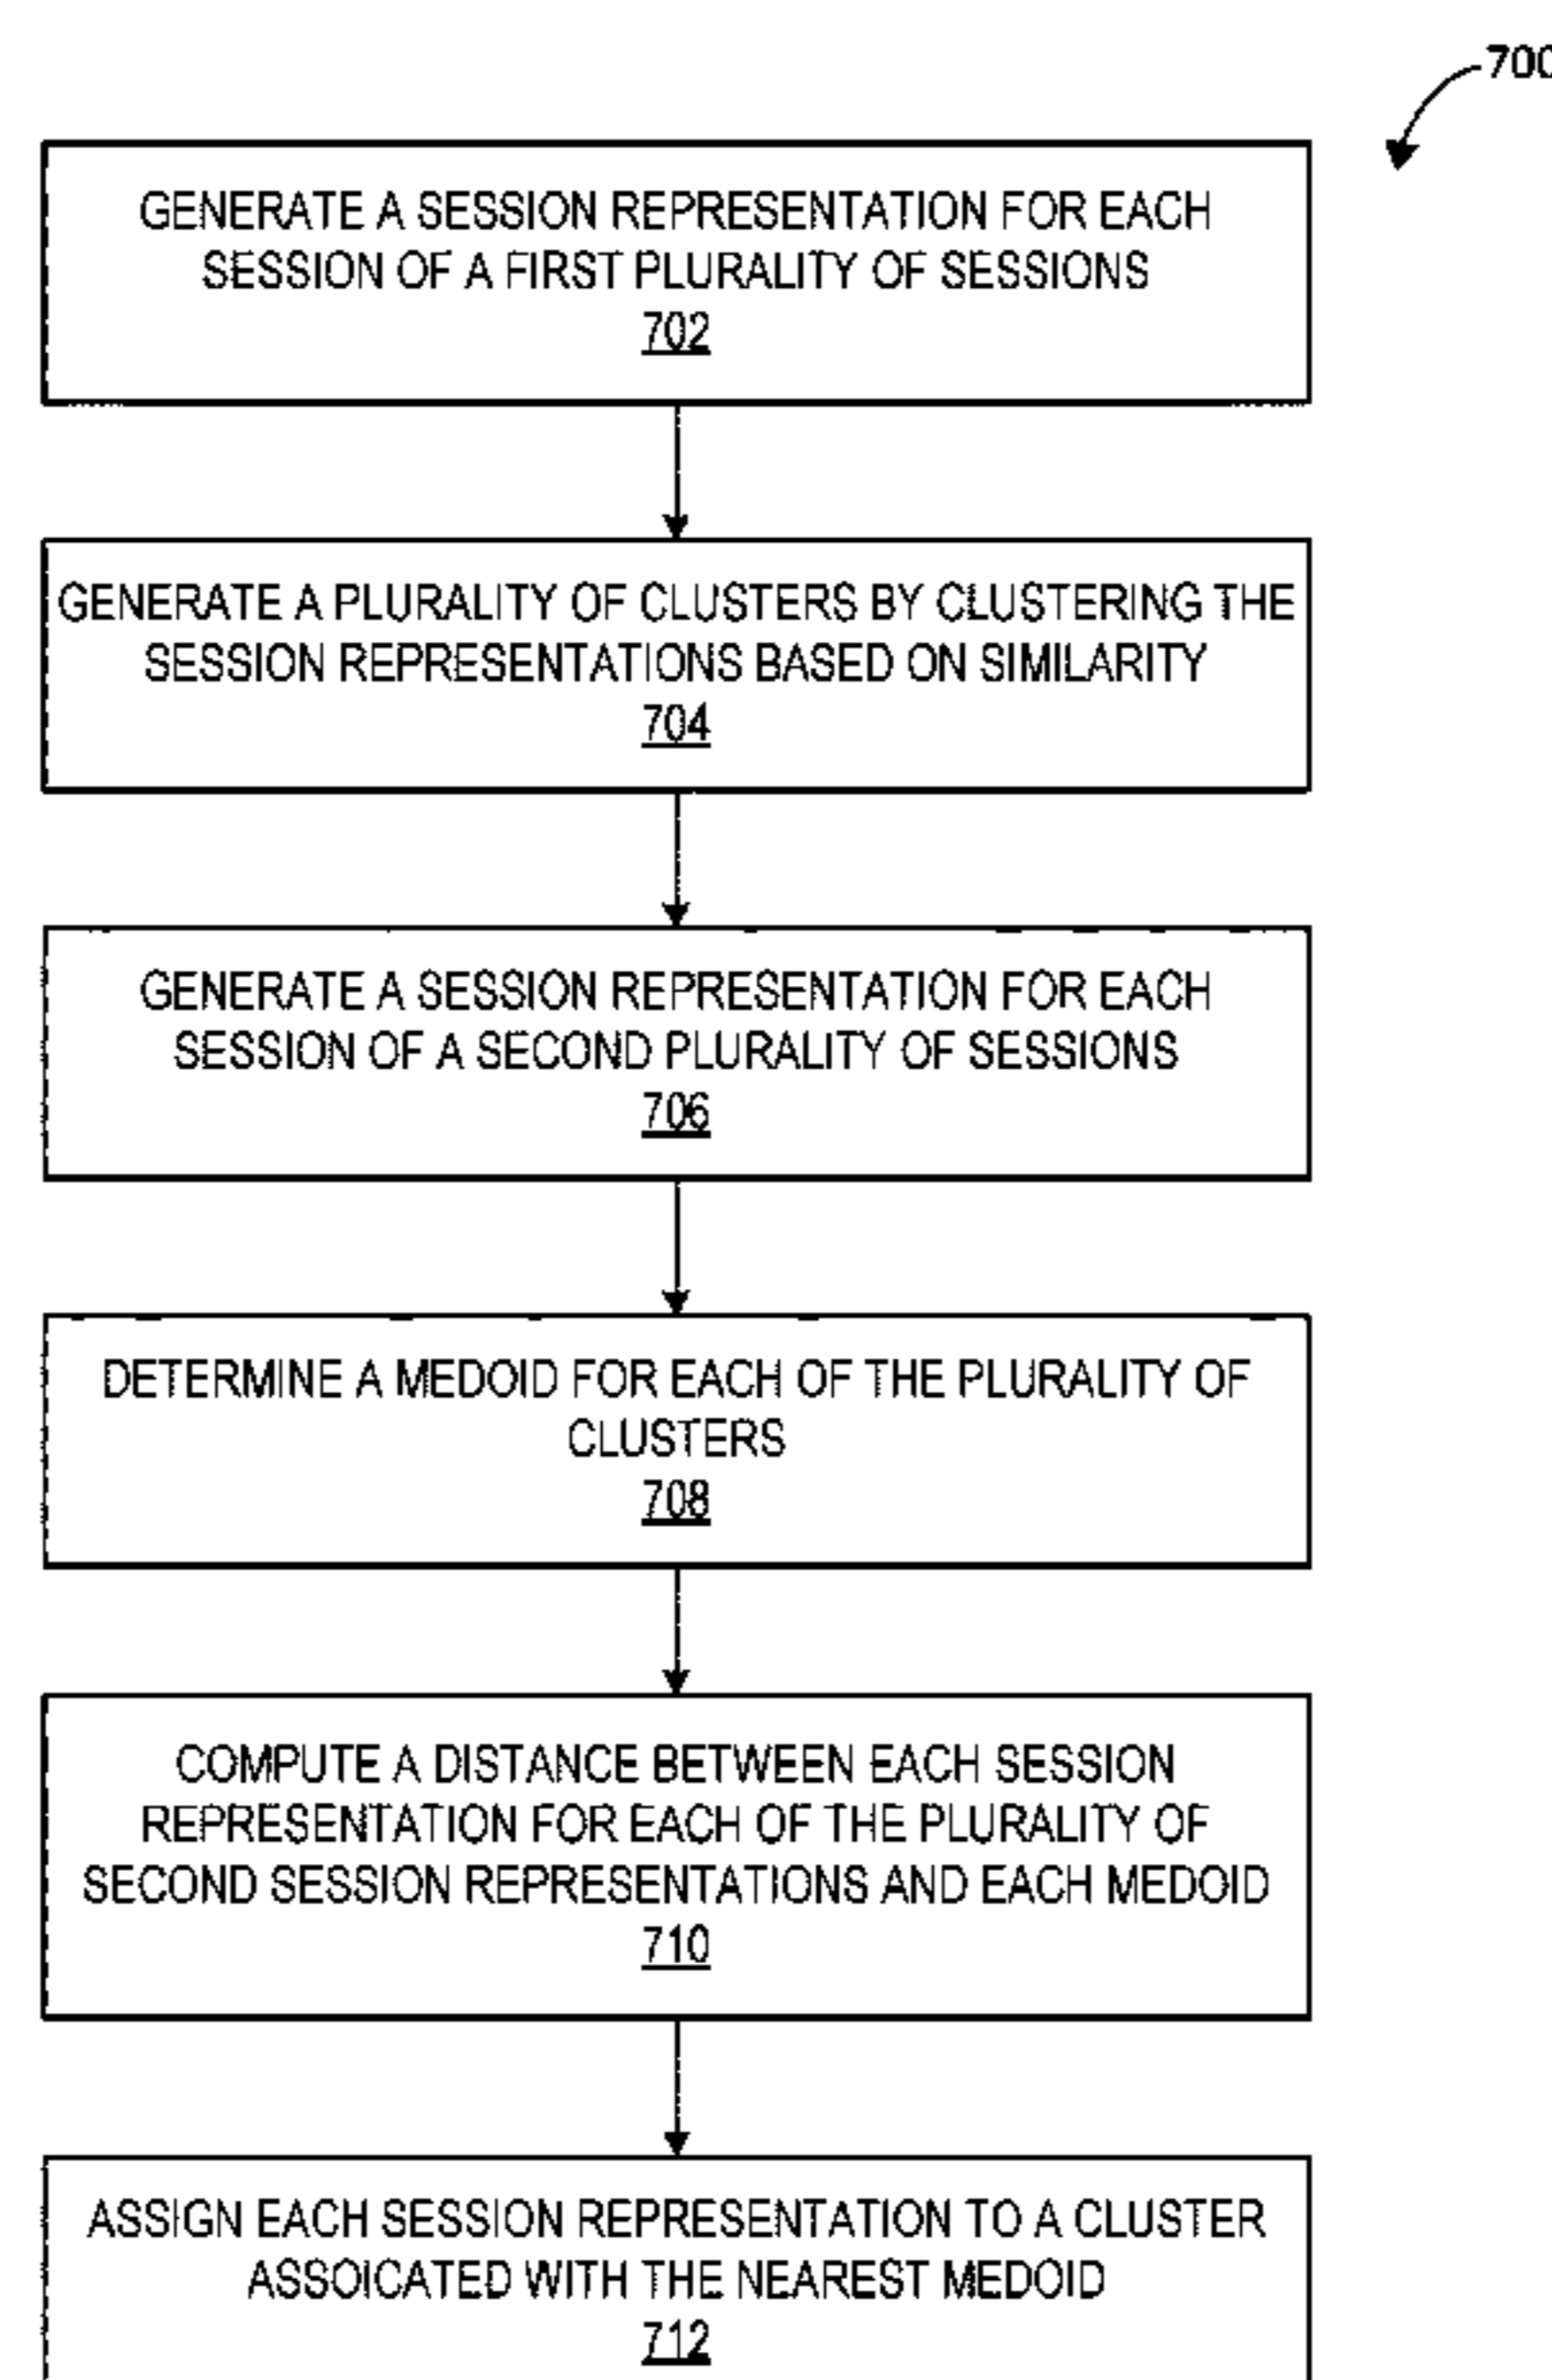 700
GENERATE A SESSION REPRESENTATION FOR EACH
SESSION OF A FIRST PLURALITY OF SESSIONS
702
GENERATE A PLURALITY OF CLUSTERS BY CLUSTERING THE
SESSION REPRESENTATIONS BASED ON SIMILARITY
704
GENERATE A SESSION REPRESENTATION FOR EACH
SESSION OF A SECOND PLURALITY OF SESSIONS
706
DETERMINE A MEDOID FOR EACH OF THE PLURALITY OF
CLUSTERS
708
COMPUTE A DISTANCE BETWEEN EACH SESSION
REPRESENTATION FOR EACH OF THE PLURALITY OF
SECOND SESSION REPRESENTATIONS AND EACH MEDOID
710
ASSIGN EACH SESSION REPRESENTATION TO A CLUSTER
ASSOICATED WITH THE NEAREST MEDOID
712